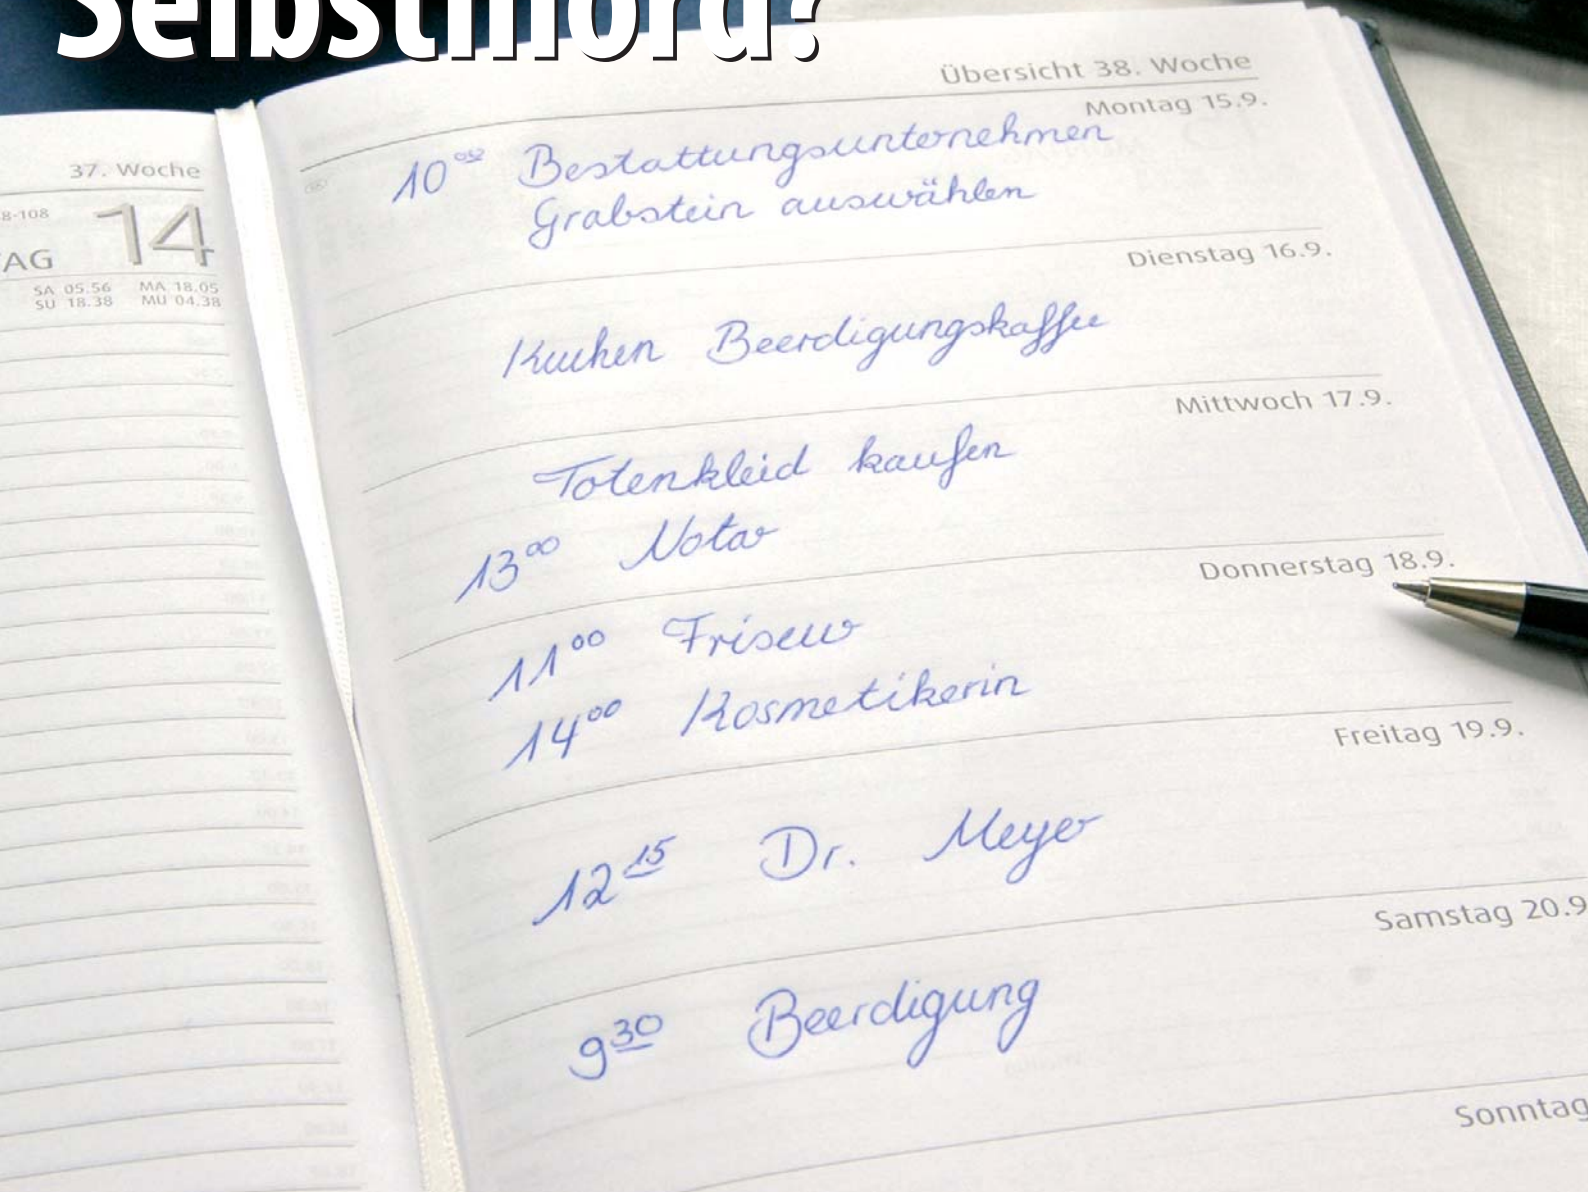 Selbstmord?
37. Woche
8-108
14
TAG
SA 05.56 MA 18.05
SU 18.38 MU 04.38
Übersicht 38. Woche
Montag 15.9.
10⁰⁰ Bestattungsunternehmen
Grabstein auswählen
Dienstag 16.9.
Kuchen Beerdigungskaffee
Mittwoch 17.9.
Totenkleid kaufen
13⁰⁰ Notar
Donnerstag 18.9.
11⁰⁰ Friseur
14⁰⁰ Kosmetikerin
Freitag 19.9.
12¹⁵ Dr. Meyer
Samstag 20.9
9³⁰ Beerdigung
Sonntag